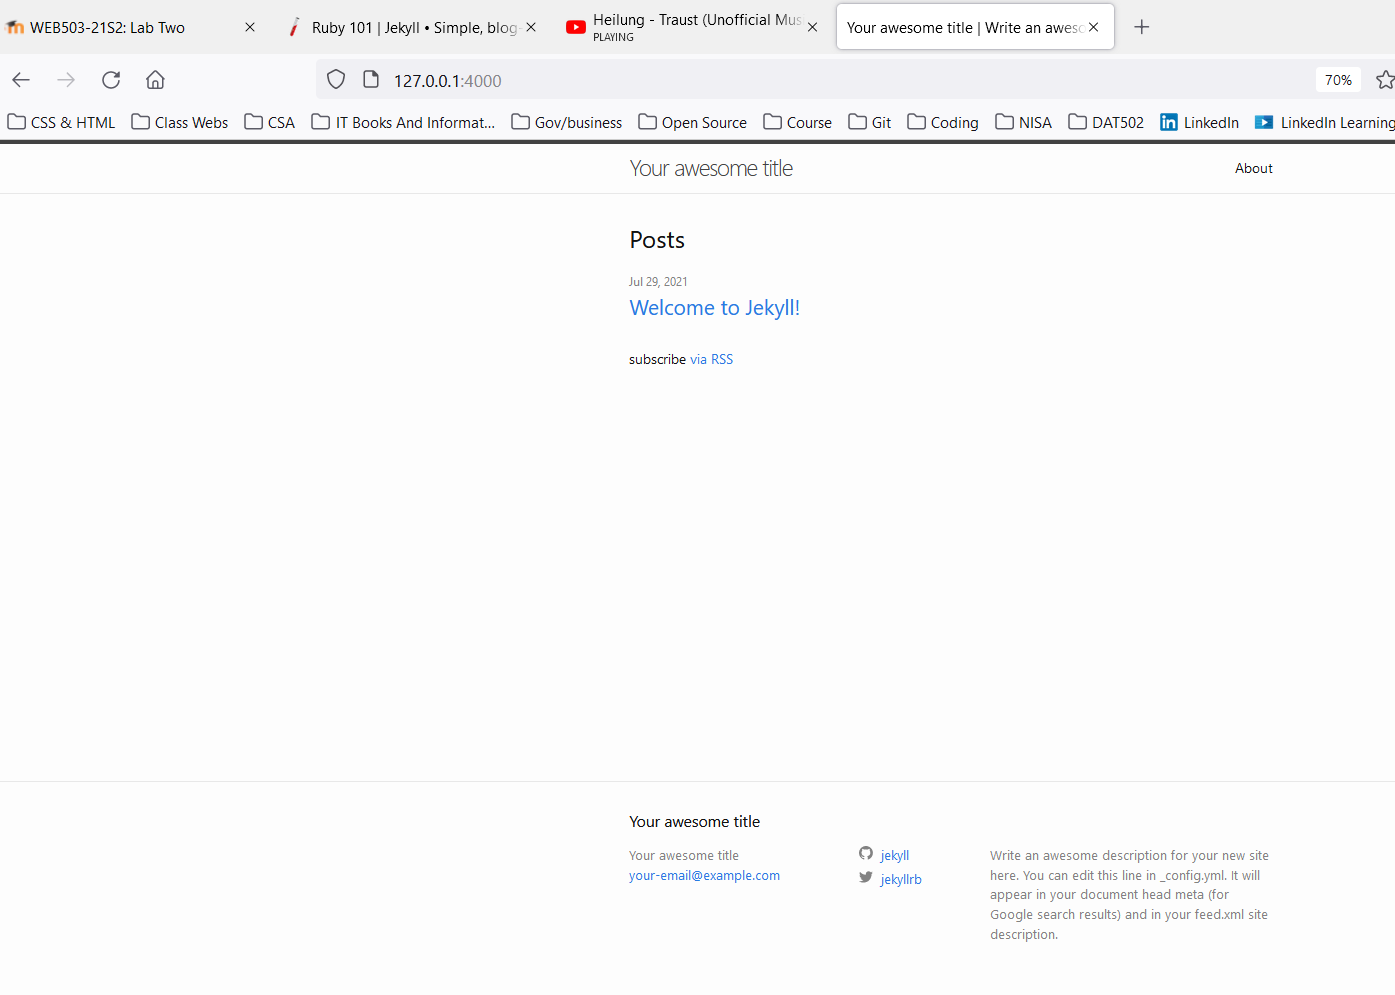 WEB503-21S2: Lab Two
Ruby 101 | Jekyll • Simple, blog-
Heilung - Traust (Unofficial Mus
PLAYING
Your awesome title | Write an aweso
127.0.0.1:4000
70%
CSS & HTML
Class Webs
CSA
IT Books And Informat...
Gov/business
Open Source
Course
Git
Coding
NISA
DAT502
LinkedIn
LinkedIn Learning
Your awesome title
About
Posts
Jul 29, 2021
Welcome to Jekyll!
subscribe via RSS
Your awesome title
Your awesome title
your-email@example.com
jekyll
jekyllrb
Write an awesome description for your new site
here. You can edit this line in _config.yml. It will
appear in your document head meta (for
Google search results) and in your feed.xml site
description.